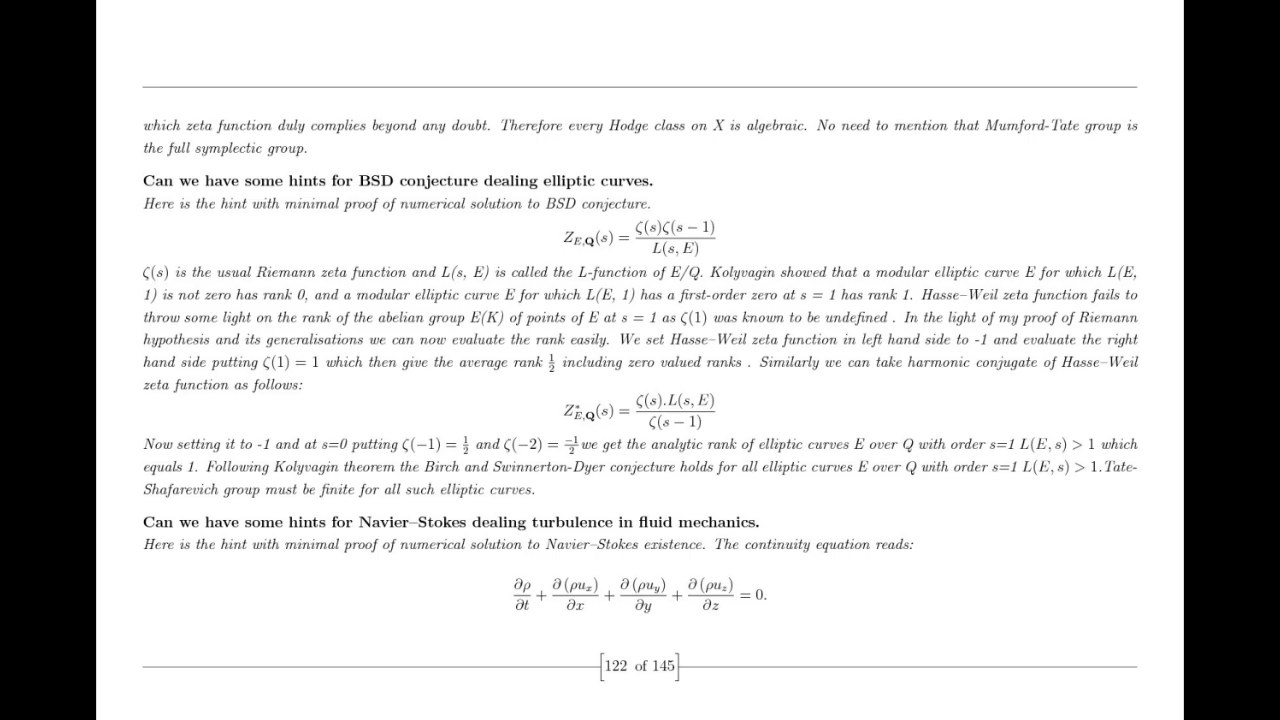 which zeta function duly complies beyond any doubt. Therefore every Hodge class on X is algebraic. No need to mention that Mumford-Tate group is
the full symplectic group.
Can we have some hints for BSD conjecture dealing elliptic curves.
Here is the hint with minimal proof of numerical solution to BSD conjecture.
Z_{E,Q}(s) = \frac{ζ(s)ζ(s − 1)}{L(s, E)}
ζ(s) is the usual Riemann zeta function and L(s, E) is called the L-function of E/Q. Kolyvagin showed that a modular elliptic curve E for which L(E,
1) is not zero has rank 0, and a modular elliptic curve E for which L(E, 1) has a first-order zero at s = 1 has rank 1. Hasse–Weil zeta function fails to
throw some light on the rank of the abelian group E(K) of points of E at s = 1 as ζ(1) was known to be undefined . In the light of my proof of Riemann
hypothesis and its generalisations we can now evaluate the rank easily. We set Hasse–Weil zeta function in left hand side to -1 and evaluate the right
hand side putting ζ(1) = 1 which then give the average rank \frac{1}{2} including zero valued ranks . Similarly we can take harmonic conjugate of Hasse–Weil
zeta function as follows:
Z^*_{E,Q}(s) = \frac{ζ(s).L(s, E)}{ζ(s − 1)}
Now setting it to -1 and at s=0 putting ζ(−1) = \frac{1}{2} and ζ(−2) = \frac{−1}{2} we get the analytic rank of elliptic curves E over Q with order s=1 L(E, s) > 1 which
equals 1. Following Kolyvagin theorem the Birch and Swinnerton-Dyer conjecture holds for all elliptic curves E over Q with order s=1 L(E, s) > 1.Tate-
Shafarevich group must be finite for all such elliptic curves.
Can we have some hints for Navier–Stokes dealing turbulence in fluid mechanics.
Here is the hint with minimal proof of numerical solution to Navier–Stokes existence. The continuity equation reads:
\frac{∂ρ}{∂t} + \frac{∂ (ρu_x)}{∂x} + \frac{∂ (ρu_y)}{∂y} + \frac{∂ (ρu_z)}{∂z} = 0.
[122 of 145]